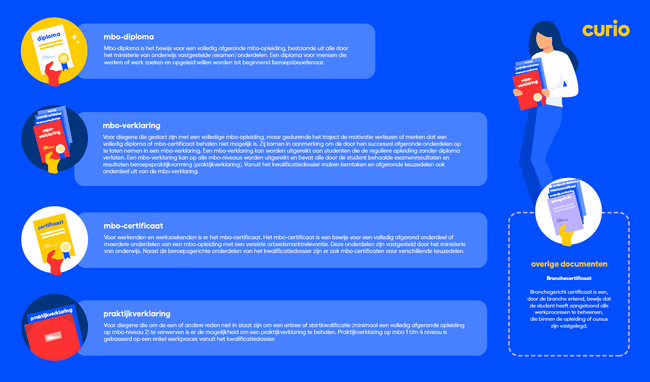 curio
diploma
mbo-diploma
Mbo-diploma is het bewijs voor een volledig afgeronde mbo-opleiding, bestaande uit alle door
het ministerie van onderwijs vastgestelde (examen) onderdelen. Een diploma voor mensen die
werken of werk zoeken en opgeleid willen worden tot beginnend beroepsbeoefenaar.
mbo-
verklaring
mbo-
verklaring
mbo-verklaring
Voor diegene die gestart zijn met een volledige mbo-opleiding, maar gedurende het traject de motivatie verliezen of merken dat een
volledig diploma of mbo-certificaat behalen niet mogelijk is. Zij komen in aanmerking om de door hen succesvol afgeronde onderdelen op
te laten nemen in een mbo-verklaring. Een mbo-verklaring kan worden uitgereikt aan studenten die de reguliere opleiding zonder diploma
verlaten. Een mbo-verklaring kan op alle mbo-niveaus worden uitgereikt en bevat alle door de student behaalde examenresultaten en
resultaten beroepspraktijkvorming (praktijkverklaring). Vanuit het kwalificatiedossier maken kerntaken en afgeronde keuzedelen ook
onderdeel uit van de mbo-verklaring.
certificaat
mbo-certificaat
Voor werkenden en werkzoekenden is er het mbo-certificaat. Het mbo-certificaat is een bewijs voor een volledig afgerond onderdeel of
meerdere onderdelen van een mbo-opleiding met een vereiste arbeidsmarktrelevantie. Deze onderdelen zijn vastgesteld door het ministerie
van onderwijs. Naast de beroepsgerichte onderdelen van het kwalificatiedossier zijn er ook mbo-certificaten voor verschillende keuzedelen.
overige documenten
Branchecertificaat
Branchegericht certificaat is een,
door de branche erkend, bewijs dat
de student heeft aangetoond alle
werkprocessen te beheersen,
die binnen de opleiding of cursus
zijn vastgelegd.
praktijkverklaring
praktijkverklaring
Voor diegene die om de een of andere reden niet in staat zijn om een entree of startkwalificatie (minimaal een volledig afgeronde opleiding
op mbo-niveau 2) te verwerven is er de mogelijkheid om een praktijkverklaring te behalen. Praktijkverklaring op mbo 1 t/m 4 niveau is
gebaseerd op een enkel werkproces vanuit het kwalificatiedossier.